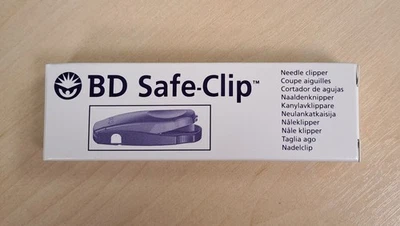 BD Safe-Clip™
Needle clipper
Coupe aiguilles
Cortador de agujas
Naaldenknipper
Kanylavklippare
Neulankatkaisija
Nåleklipper
Nåle klipper
Taglia ago
Nadelclip